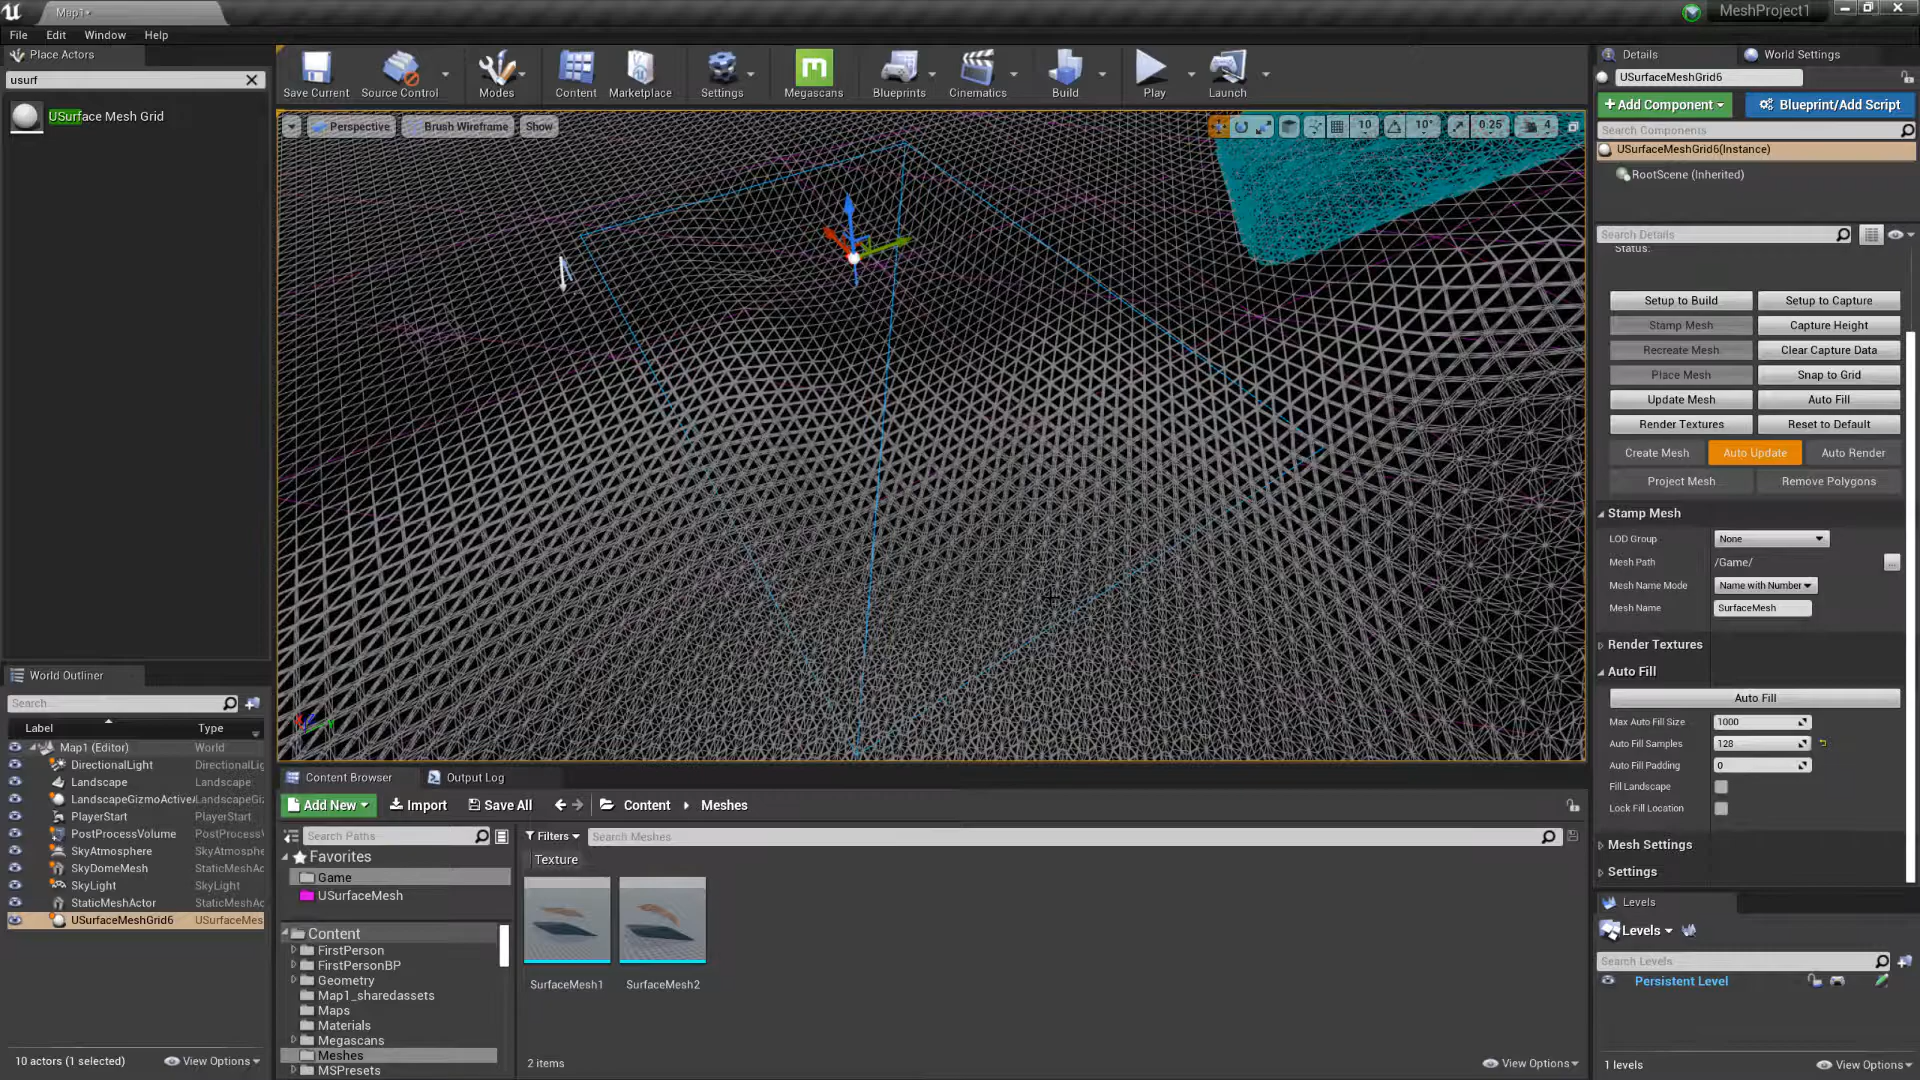 Map1*
MeshProject1
File Edit Window Help
Place Actors
usurf
USurface Mesh Grid
Save Current
Source Control
Modes
Content
Marketplace
Settings
Megascans
Blueprints
Cinematics
Build
Play
Launch
Perspective
Brush Wireframe
Show
10
10°
0.25
4
Details
World Settings
USurfaceMeshGrid6
+Add Component
Blueprint/Add Script
Search Components
USurfaceMeshGrid6(Instance)
RootScene (Inherited)
Search Details
Status:
Setup to Build
Setup to Capture
Stamp Mesh
Capture Height
Recreate Mesh
Clear Capture Data
Place Mesh
Snap to Grid
Update Mesh
Auto Fill
Render Textures
Reset to Default
Create Mesh
Auto Update
Auto Render
Project Mesh
Remove Polygons
Stamp Mesh
LOD Group
None
Mesh Path
/Game/
...
Mesh Name Mode
Name with Number
Mesh Name
SurfaceMesh
Render Textures
Auto Fill
Auto Fill
Max Auto Fill Size
1000
Auto Fill Samples
128
Auto Fill Padding
0
Fill Landscape
Lock Fill Location
Mesh Settings
Settings
Levels
Levels
Search Levels
Persistent Level
1 levels
View Options
World Outliner
Search...
Label
Type
Map1 (Editor)
World
DirectionalLight
DirectionalLig
Landscape
Landscape
LandscapeGizmoActive
LandscapeGiz
PlayerStart
PlayerStart
PostProcessVolume
PostProcessV
SkyAtmosphere
SkyAtmosphe
SkyDomeMesh
StaticMeshAc
SkyLight
SkyLight
StaticMeshActor
StaticMeshAc
USurfaceMeshGrid6
USurfaceMes
10 actors (1 selected)
View Options
Content Browser
Output Log
Add New
Import
Save All
Content
Meshes
Search Paths
Filters
Search Meshes
Texture
Favorites
Game
USurfaceMesh
Content
FirstPerson
FirstPersonBP
Geometry
Map1_sharedassets
Maps
Materials
Megascans
Meshes
MSPresets
SurfaceMesh1
SurfaceMesh2
2 items
View Options